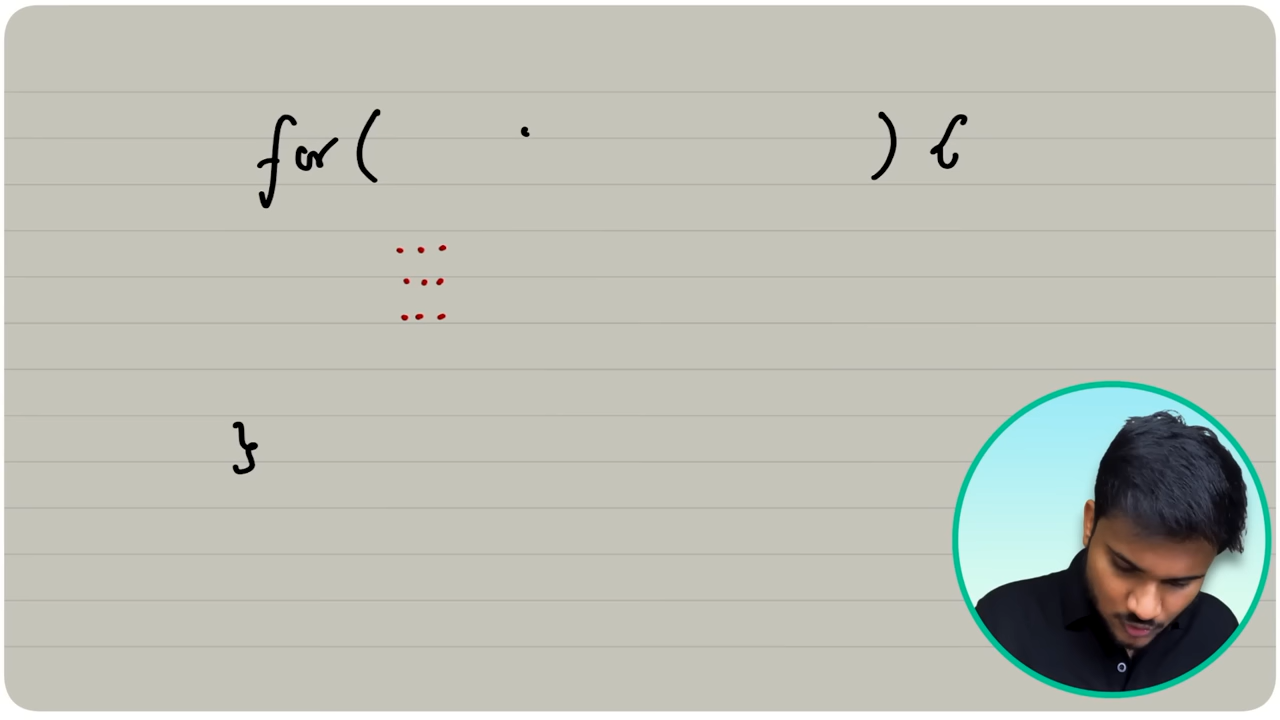 for(      .      ) {
...
...
...
}